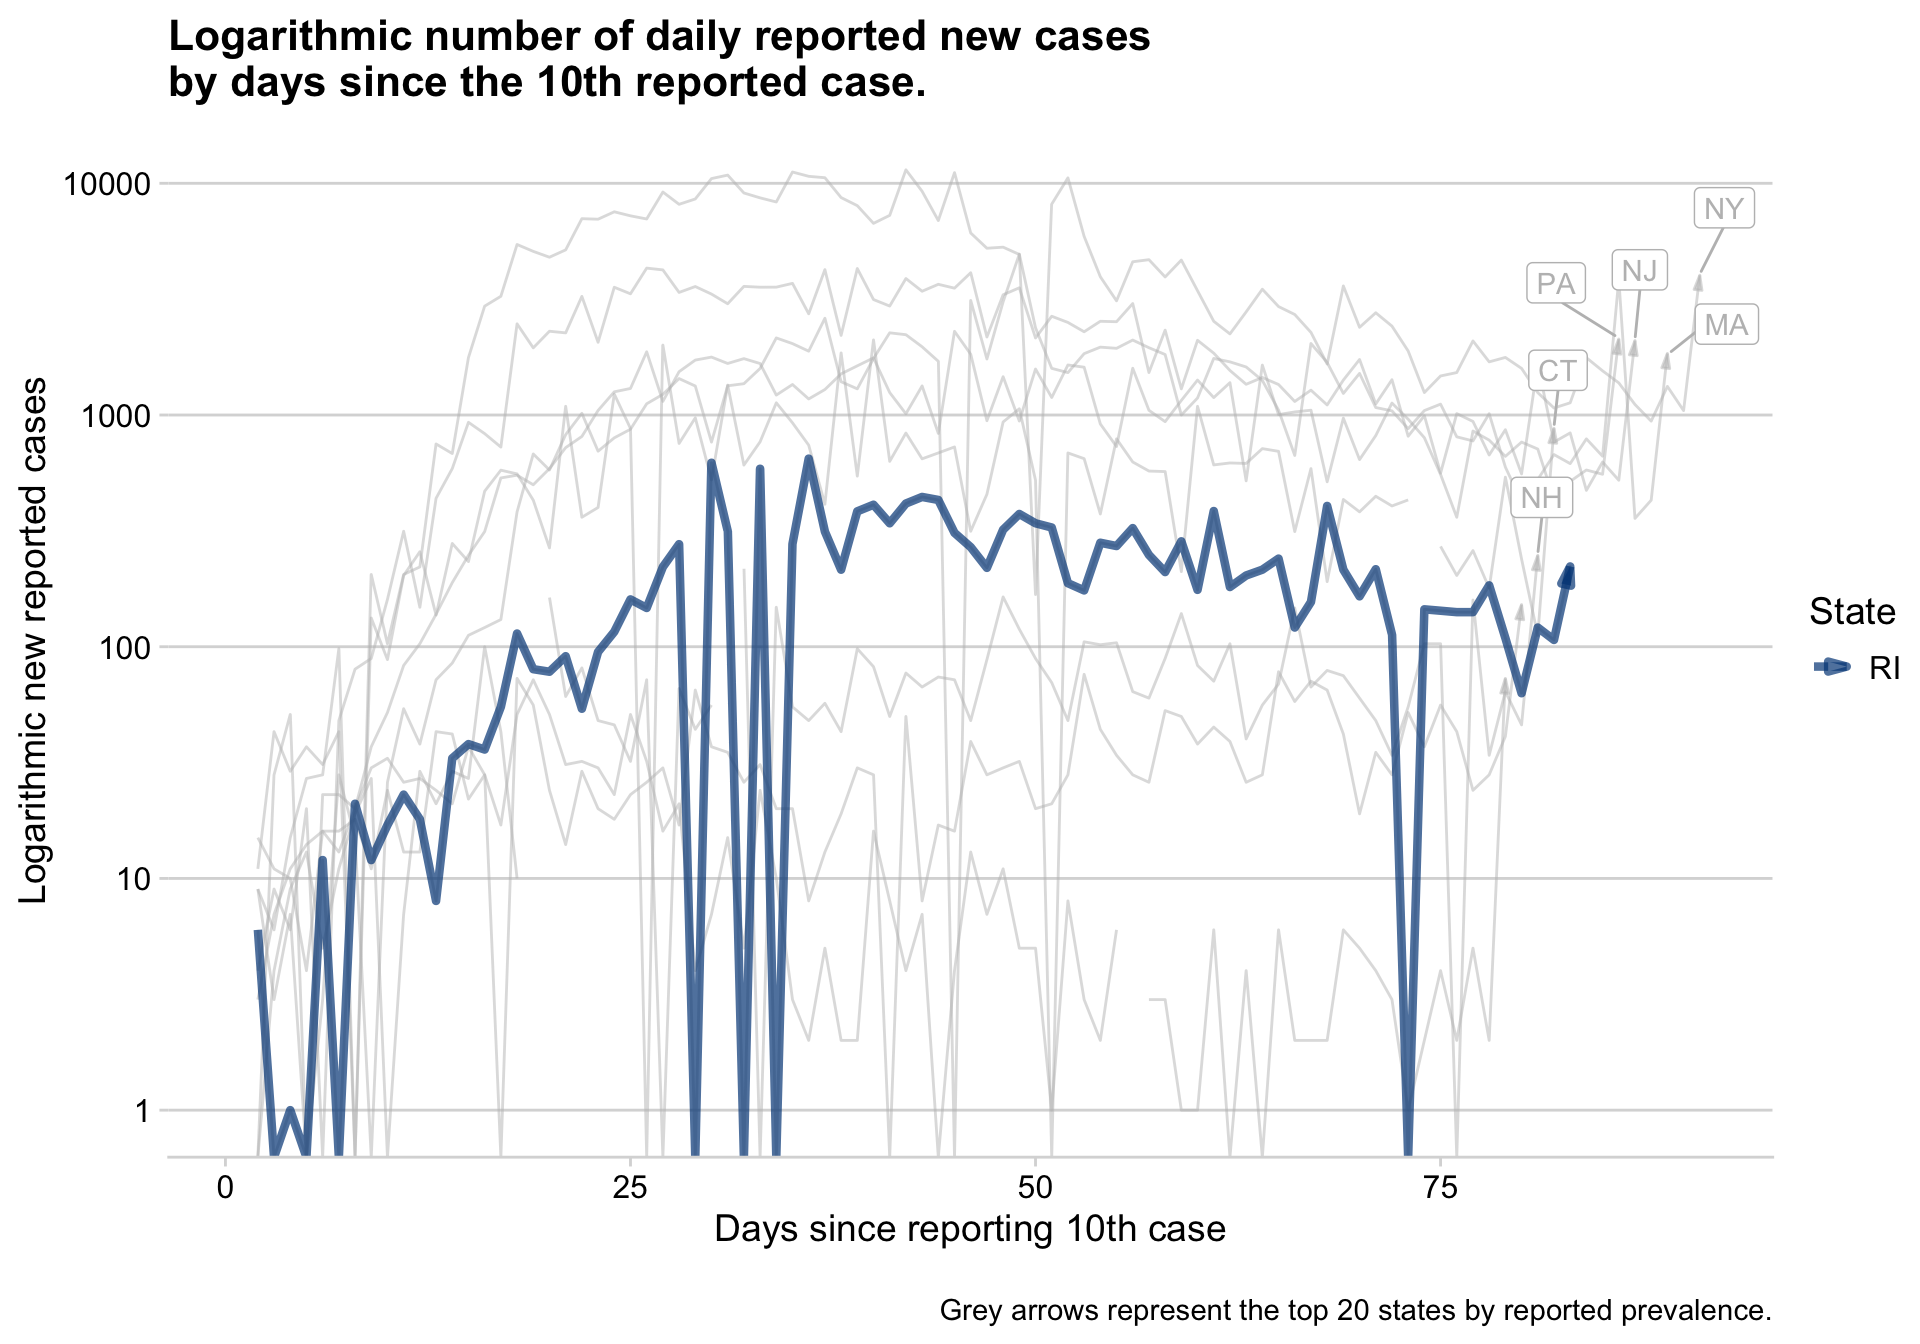 Logarithmic number of daily reported new cases
by days since the 10th reported case.
10000
1000
100
10
1
Logarithmic new reported cases
NY
NJ
PA
MA
CT
NH
State
RI
0
25
50
75
Days since reporting 10th case
Grey arrows represent the top 20 states by reported prevalence.